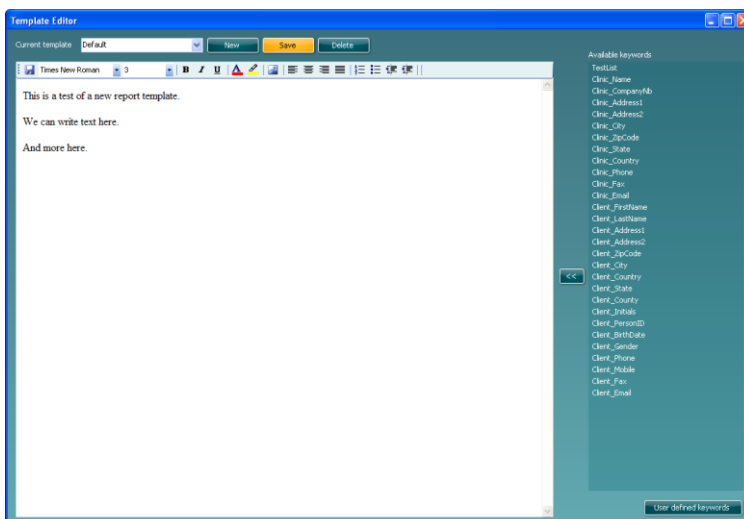 Template Editor
Current template Default New Save Delete
Available keywords
Times New Roman 3 B I U A
This is a test of a new report template.
We can write text here.
And more here.
<<
TestList
Clinic_Name
Clinic_CompanyNb
Clinic_Address1
Clinic_Address2
Clinic_City
Clinic_ZipCode
Clinic_State
Clinic_Country
Clinic_Phone
Clinic_Fax
Clinic_Email
Client_FirstName
Client_LastName
Client_Address1
Client_Address2
Client_ZipCode
Client_City
Client_Country
Client_State
Client_County
Client_Initials
Client_PersonID
Client_BirthDate
Client_Gender
Client_Phone
Client_Mobile
Client_Fax
Client_Email
User defined keywords